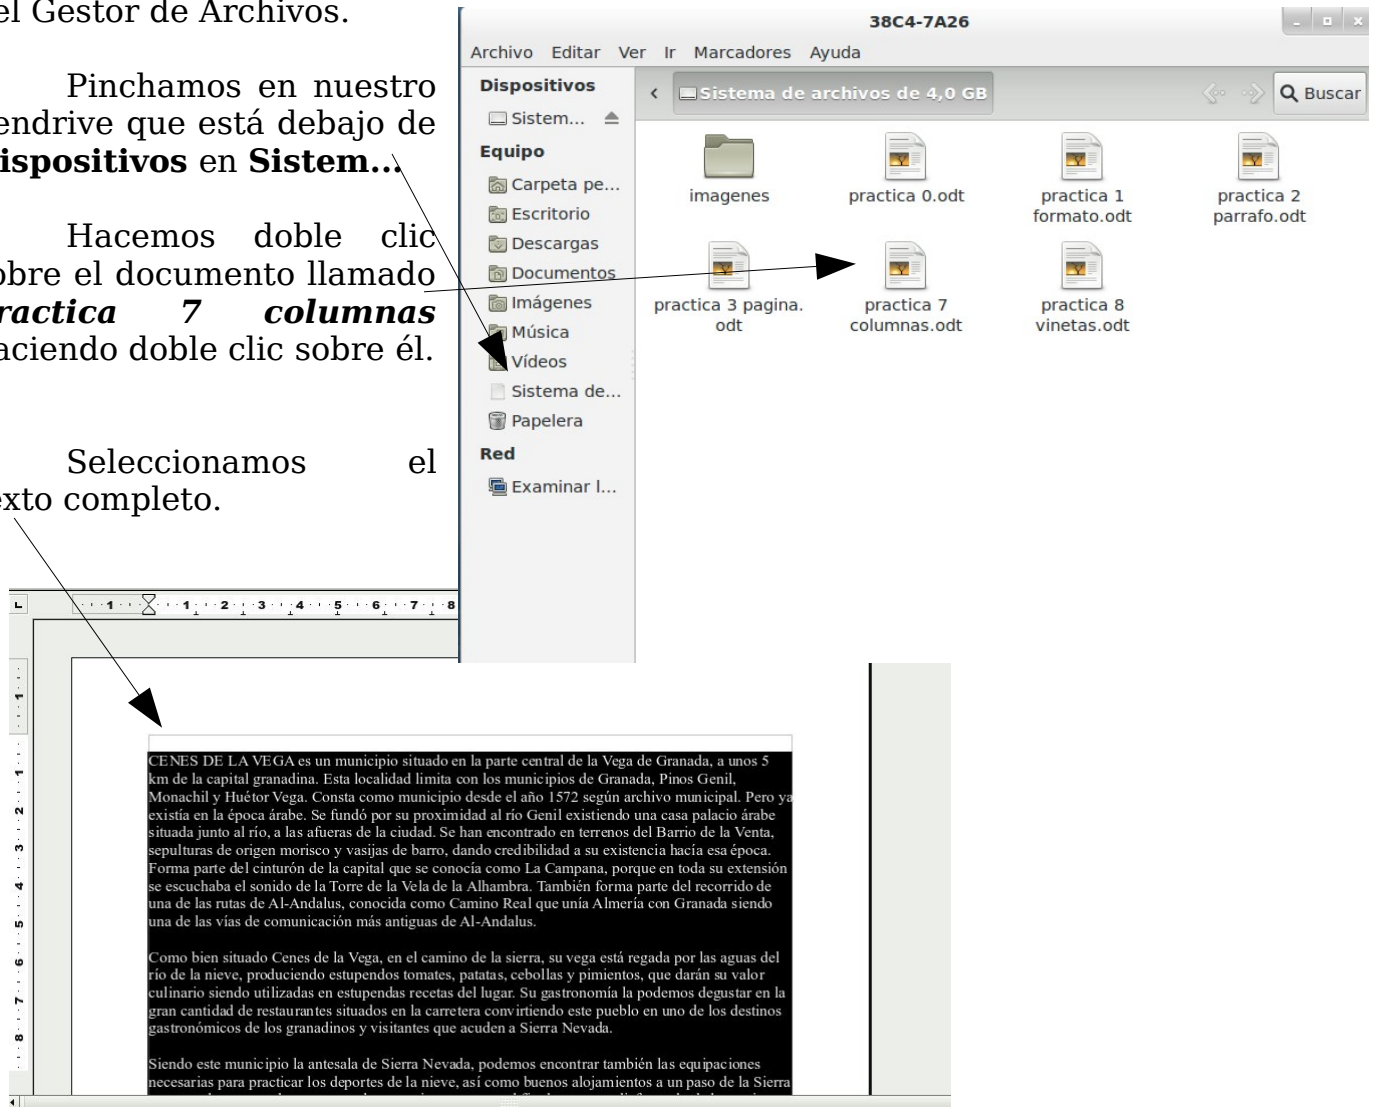 el Gestor de Archivos.
Pinchamos en nuestro
endrive que está debajo de
ispositivos en Sistem...
Hacemos doble clic
obre el documento llamado
ractica 7 columnas
aciendo doble clic sobre él.
Seleccionamos el
exto completo.
38C4-7A26
Archivo Editar Ver Ir Marcadores Ayuda
Dispositivos
Sistem...
Equipo
Carpeta pe...
Escritorio
Descargas
Documentos
Imágenes
Música
Vídeos
Sistema de...
Papelera
Red
Examinar l...
Sistema de archivos de 4,0 GB
Buscar
imagenes
practica 0.odt
practica 1
formato.odt
practica 2
parrafo.odt
practica 3 pagina.
odt
practica 7
columnas.odt
practica 8
vinetas.odt
1 1 2 3 4 5 6 7 8
1
1
2
3
4
5
6
7
8
CENES DE LA VEGA es un municipio situado en la parte central de la Vega de Granada, a unos 5
km de la capital granadina. Esta localidad limita con los municipios de Granada, Pinos Genil,
Monachil y Huétor Vega. Consta como municipio desde el año 1572 según archivo municipal. Pero ya
existía en la época árabe. Se fundó por su proximidad al río Genil existiendo una casa palacio árabe
situada junto al río, a las afueras de la ciudad. Se han encontrado en terrenos del Barrio de la Venta,
sepulturas de origen morisco y vasijas de barro, dando credibilidad a su existencia hacía esa época.
Forma parte del cinturón de la capital que se conocía como La Campana, porque en toda su extensión
se escuchaba el sonido de la Torre de la Vela de la Alhambra. También forma parte del recorrido de
una de las rutas de Al-Andalus, conocida como Camino Real que unía Almería con Granada siendo
una de las vías de comunicación más antiguas de Al-Andalus.
Como bien situado Cenes de la Vega, en el camino de la sierra, su vega está regada por las aguas del
río de la nieve, produciendo estupendos tomates, patatas, cebollas y pimientos, que darán su valor
culinario siendo utilizadas en estupendas recetas del lugar. Su gastronomía la podemos degustar en la
gran cantidad de restaurantes situados en la carretera convirtiendo este pueblo en uno de los destinos
gastronómicos de los granadinos y visitantes que acuden a Sierra Nevada.
Siendo este municipio la antesala de Sierra Nevada, podemos encontrar también las equipaciones
necesarias para practicar los deportes de la nieve, así como buenos alojamientos a un paso de la Sierra